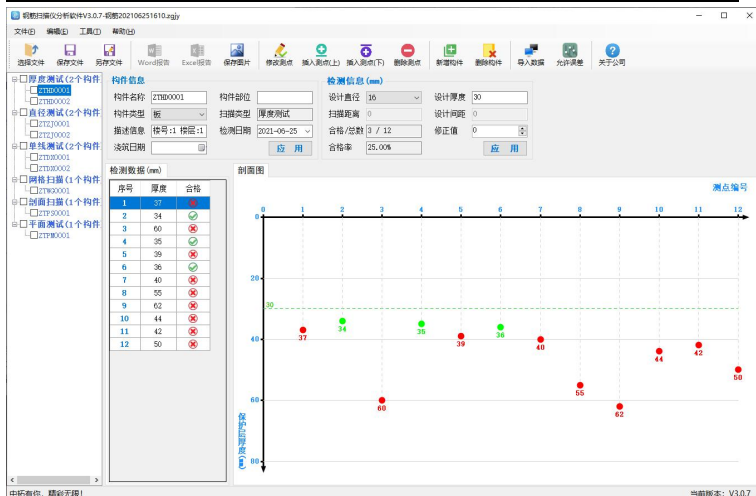 钢筋扫描仪分析软件V3.0.7-钢筋202106251610.zgjy
文件(F) 编辑(E) 工具(T) 帮助(H)
选择文件 保存文件 另存文件 Word报告 Excel报告 保存图片 修改测点 插入测点(上) 插入测点(下) 删除测点 新增构件 删除构件 导入数据 允许误差 关于公司
厚度测试(2个构件
ZTHD0001
ZTHD0002
直径测试(2个构件
ZTZJ0001
ZTZJ0002
单线测试(2个构件
ZTDX0001
ZTDX0002
网格扫描(1个构件
ZTWG0001
剖面扫描(1个构件
ZTPS0001
平面测试(1个构件
ZTPM0001
构件信息
构件名称 ZTHD0001 构件部位
构件类型 板 扫描类型 厚度测试
描述信息 楼号:1 楼层:1 检测日期 2021-06-25
浇筑日期 应 用
检测信息(mm)
设计直径 16 设计厚度 30
扫描距离 0 设计间距 0
合格/总数 3 / 12 修正值 0
合格率 25.00% 应 用
检测数据(mm)
序号 厚度 合格
1 37
2 34
3 60
4 35
5 39
6 36
7 40
8 55
9 62
10 44
11 42
12 50
剖面图
测点编号
0 1 2 3 4 5 6 7 8 9 10 11 12
0
20
30
40
60
80
37 34 60 35 39 36 40 55 62 44 42 50
保护层厚度(mm)
中拓有你，精彩无限！ 当前版本：V3.0.7